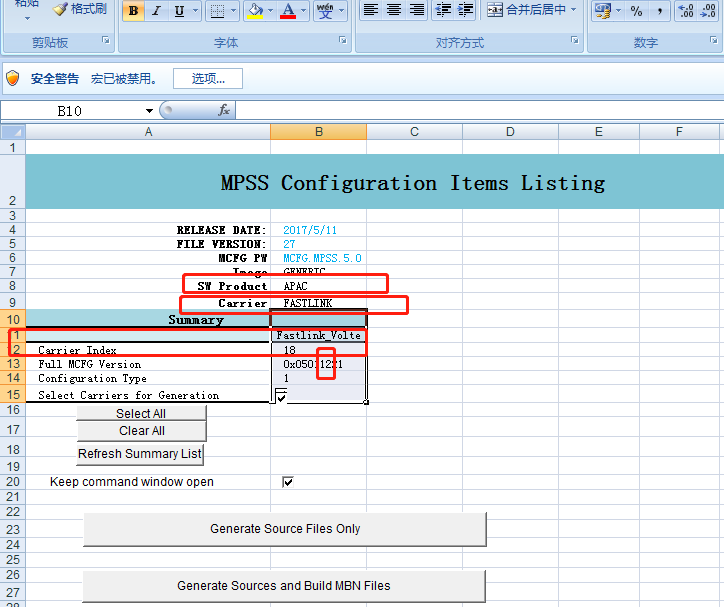 粘贴 格式刷 B I U A wén 文 合并后居中 % ,
剪贴板 字体 对齐方式 数字
安全警告 宏已被禁用。 选项...
B10 fx
A B C D E F
1
2 MPSS Configuration Items Listing
3
4 RELEASE DATE: 2017/5/11
5 FILE VERSION: 27
6 MCFG PW MCFG.MPSS.5.0
7 Image GENERIC
8 SW Product APAC
9 Carrier FASTLINK
10 Summary
11 Fastlink_Volte
12 Carrier Index 18
13 Full MCFG Version 0x05011221
14 Configuration Type 1
15 Select Carriers for Generation
16 Select All
17 Clear All
18 Refresh Summary List
19
20 Keep command window open
21
22
23 Generate Source Files Only
24
25
26
27 Generate Sources and Build MBN Files
28